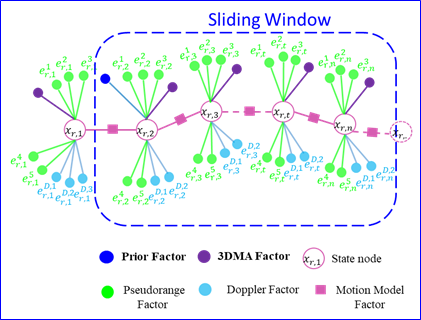 Sliding Window
e_{r,1}^{1} e_{r,1}^{2} e_{r,1}^{3} e_{r,2}^{1} e_{r,2}^{2} e_{r,2}^{3} e_{r,3}^{1} e_{r,3}^{2} e_{r,3}^{3} e_{r,t}^{1} e_{r,t}^{2} e_{r,t}^{3} e_{r,n}^{1} e_{r,n}^{2} e_{r,n}^{3}
x_{r,1} x_{r,2} x_{r,3} x_{r,t} x_{r,n}
e_{r,1}^{4} e_{r,1}^{5} e_{r,1}^{D,1} e_{r,1}^{D,2} e_{r,1}^{D,3} e_{r,2}^{4} e_{r,2}^{5} e_{r,2}^{D,1} e_{r,2}^{D,2} e_{r,3}^{4} e_{r,3}^{5} e_{r,3}^{D,1} e_{r,3}^{D,2} e_{r,t}^{4} e_{r,t}^{5} e_{r,t}^{D,1} e_{r,t}^{D,2} e_{r,n}^{4} e_{r,n}^{5} e_{r,n}^{D,1} e_{r,n}^{D,2}
Prior Factor 3DMA Factor x_{r,1} State node
Pseudorange Doppler Factor Motion Model
Factor Factor